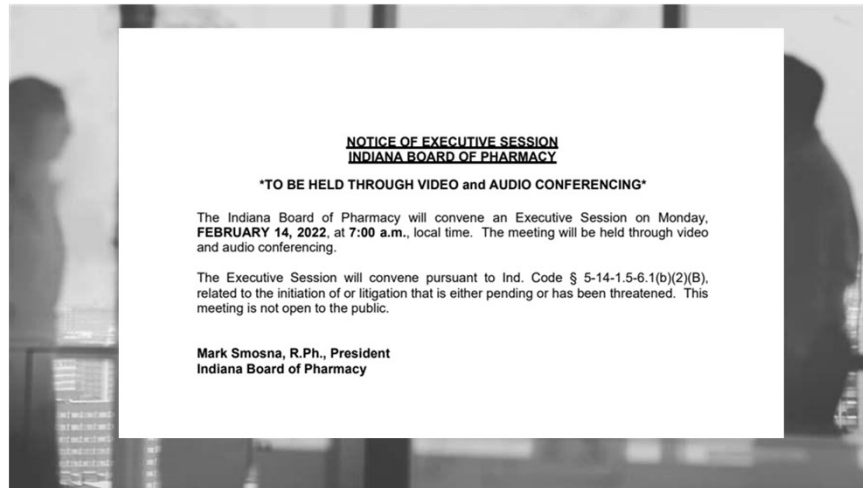 NOTICE OF EXECUTIVE SESSION
INDIANA BOARD OF PHARMACY
*TO BE HELD THROUGH VIDEO and AUDIO CONFERENCING*
The Indiana Board of Pharmacy will convene an Executive Session on Monday,
FEBRUARY 14, 2022, at 7:00 a.m., local time. The meeting will be held through video
and audio conferencing.
The Executive Session will convene pursuant to Ind. Code § 5-14-1.5-6.1(b)(2)(B),
related to the initiation of or litigation that is either pending or has been threatened. This
meeting is not open to the public.
Mark Smosna, R.Ph., President
Indiana Board of Pharmacy